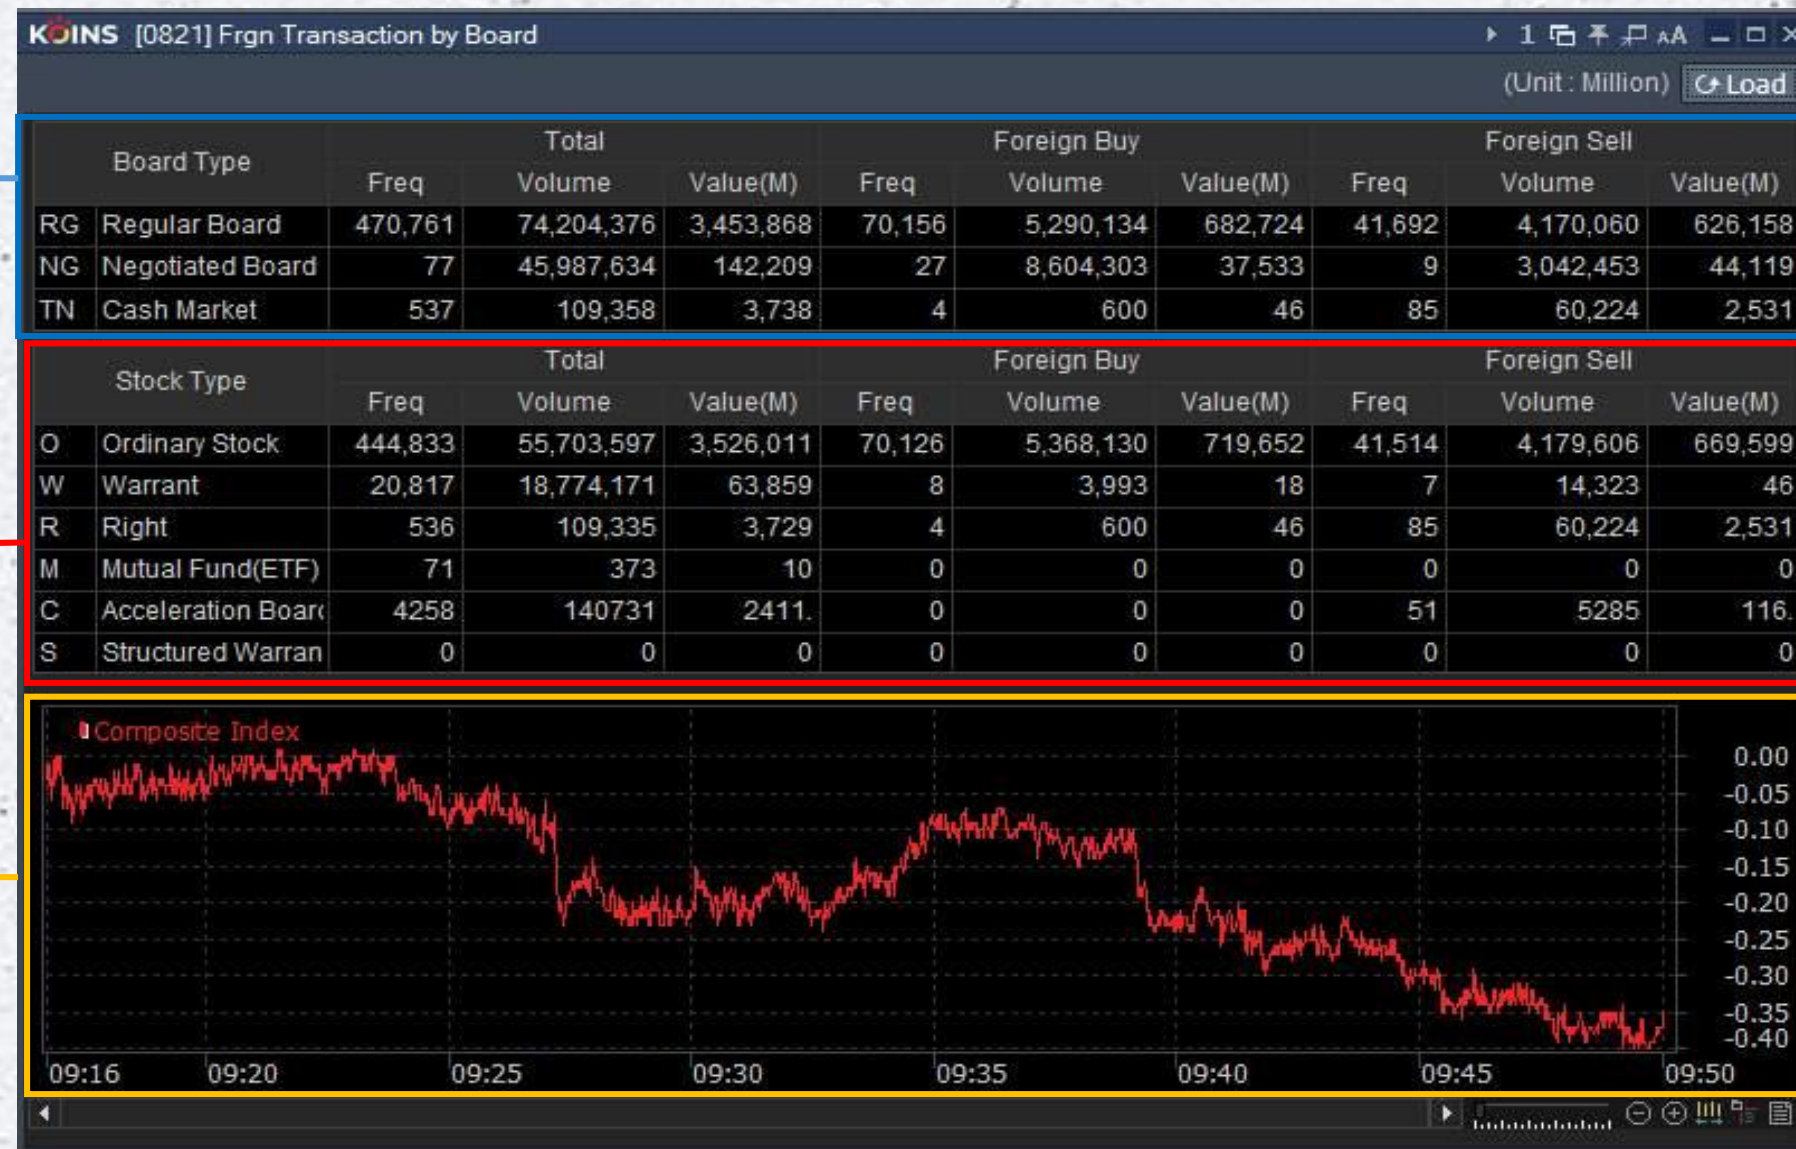 KOINS [0821] Frgn Transaction by Board 1 AA
(Unit : Million) Load
Board Type Total Foreign Buy Foreign Sell
Freq Volume Value(M) Freq Volume Value(M) Freq Volume Value(M)
RG Regular Board 470,761 74,204,376 3,453,868 70,156 5,290,134 682,724 41,692 4,170,060 626,158
NG Negotiated Board 77 45,987,634 142,209 27 8,604,303 37,533 9 3,042,453 44,119
TN Cash Market 537 109,358 3,738 4 600 46 85 60,224 2,531
Stock Type Total Foreign Buy Foreign Sell
Freq Volume Value(M) Freq Volume Value(M) Freq Volume Value(M)
O Ordinary Stock 444,833 55,703,597 3,526,011 70,126 5,368,130 719,652 41,514 4,179,606 669,599
W Warrant 20,817 18,774,171 63,859 8 3,993 18 7 14,323 46
R Right 536 109,335 3,729 4 600 46 85 60,224 2,531
M Mutual Fund(ETF) 71 373 10 0 0 0 0 0 0
C Acceleration Board 4258 140731 2411. 0 0 0 51 5285 116.
S Structured Warran 0 0 0 0 0 0 0 0 0
Composite Index
0.00
-0.05
-0.10
-0.15
-0.20
-0.25
-0.30
-0.35
-0.40
09:16 09:20 09:25 09:30 09:35 09:40 09:45 09:50